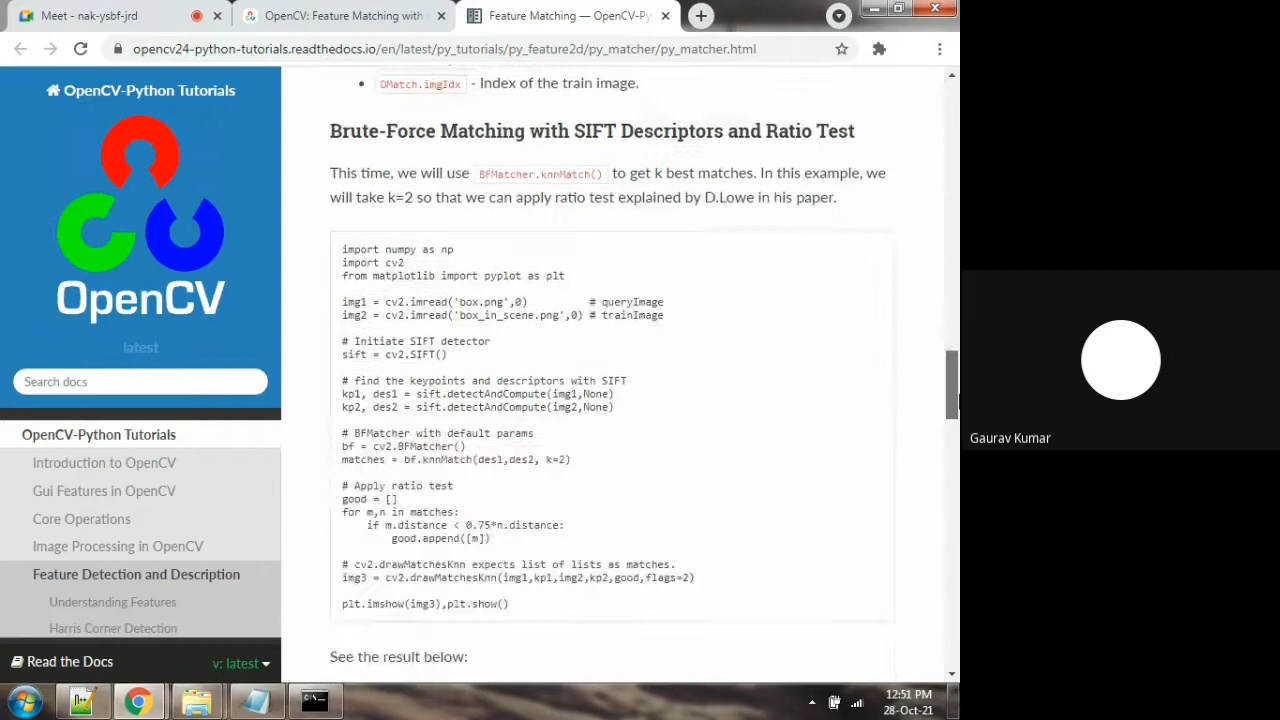 Meet - nak-ysbf-jrd
OpenCV: Feature Matching with
Feature Matching — OpenCV-Py
opencv24-python-tutorials.readthedocs.io/en/latest/py_tutorials/py_feature2d/py_matcher/py_matcher.html
OpenCV-Python Tutorials
OpenCV
latest
Search docs
OpenCV-Python Tutorials
Introduction to OpenCV
Gui Features in OpenCV
Core Operations
Image Processing in OpenCV
Feature Detection and Description
Understanding Features
Harris Corner Detection
Read the Docs
v: latest
DMatch.imgIdx - Index of the train image.
Brute-Force Matching with SIFT Descriptors and Ratio Test
This time, we will use BFMatcher.knnMatch() to get k best matches. In this example, we
will take k=2 so that we can apply ratio test explained by D.Lowe in his paper.
import numpy as np
import cv2
from matplotlib import pyplot as plt
img1 = cv2.imread('box.png',0) # queryImage
img2 = cv2.imread('box_in_scene.png',0) # trainImage
# Initiate SIFT detector
sift = cv2.SIFT()
# find the keypoints and descriptors with SIFT
kp1, des1 = sift.detectAndCompute(img1,None)
kp2, des2 = sift.detectAndCompute(img2,None)
# BFMatcher with default params
bf = cv2.BFMatcher()
matches = bf.knnMatch(des1,des2, k=2)
# Apply ratio test
good = []
for m,n in matches:
if m.distance < 0.75*n.distance:
good.append([m])
# cv2.drawMatchesKnn expects list of lists as matches.
img3 = cv2.drawMatchesKnn(img1,kp1,img2,kp2,good,flags=2)
plt.imshow(img3),plt.show()
See the result below:
Gaurav Kumar
12:51 PM
28-Oct-21